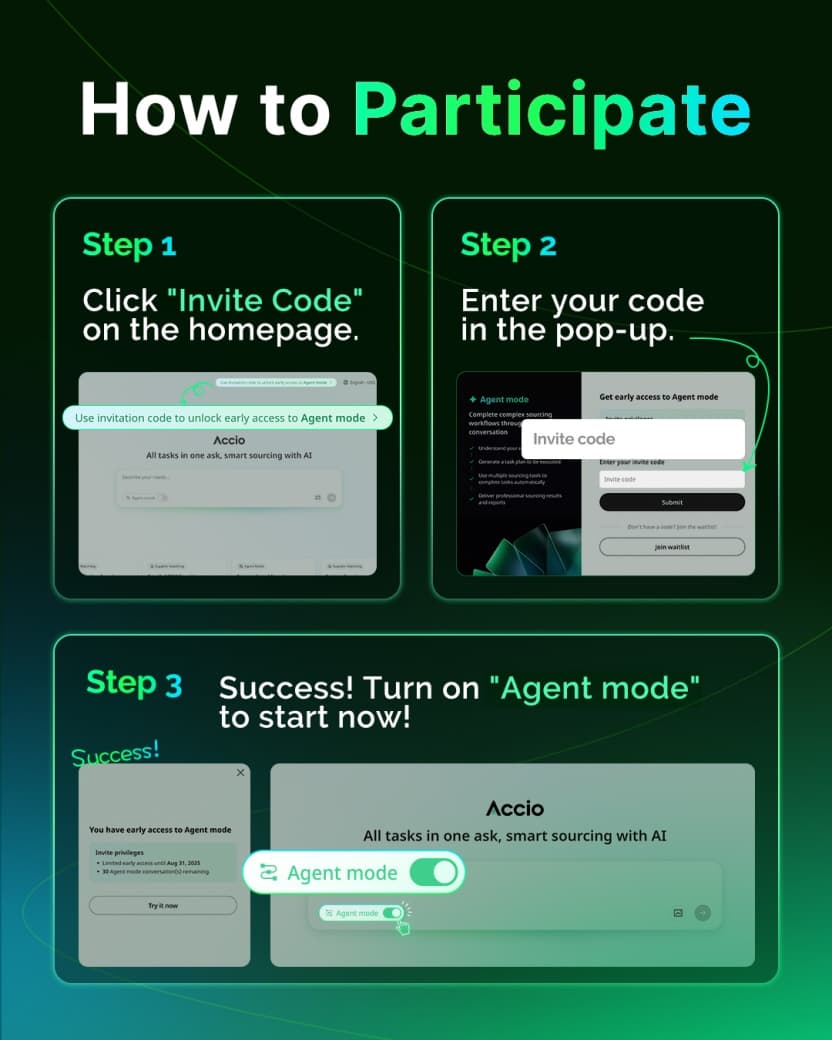 How to Participate
Step 1
Click "Invite Code"
on the homepage.
Use invitation code to unlock early access to Agent mode >
English - USD
Use invitation code to unlock early access to Agent mode >
Accio
All tasks in one ask, smart sourcing with AI
Describe your needs...
Agent mode
Supplier Matching
Step 2
Enter your code
in the pop-up.
Agent mode
Complete complex sourcing
workflows through
conversation
Understand your
Generate a task plan to be executed
Use multiple sourcing tools to
complete tasks automatically
Deliver professional sourcing results
and reports
Get early access to Agent mode
Invite privileges
Invite code
Enter your invite code
Invite code
Submit
Don't have a code? Join the waitlist!
Join waitlist
Step 3
Success! Turn on "Agent mode"
to start now!
Success!
You have early access to Agent mode
Invite privileges
• Limited early access until Aug 31, 2025
• 30 Agent mode conversation(s) remaining.
Try it now
Accio
All tasks in one ask, smart sourcing with AI
Agent mode
Agent mode